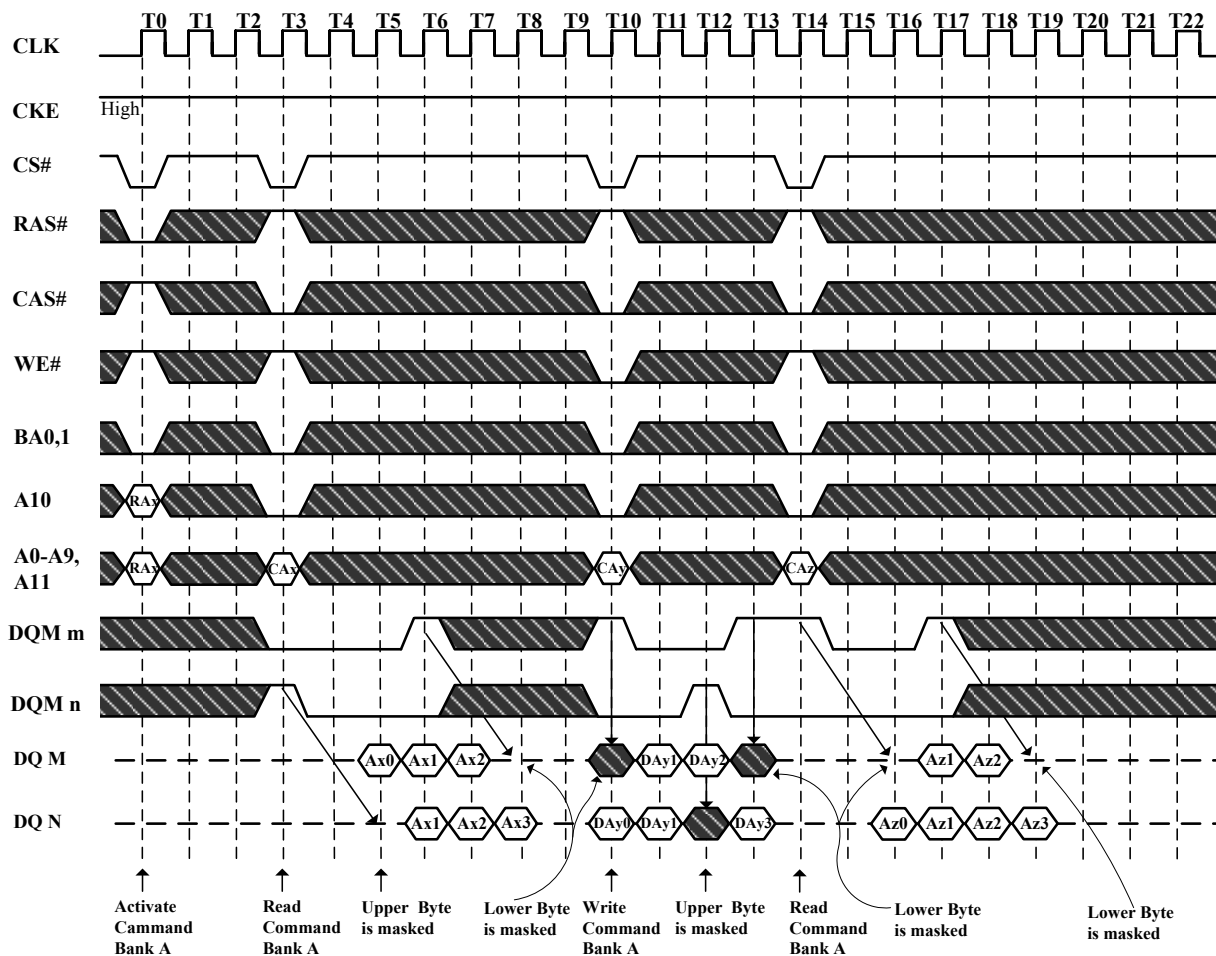 T0 T1 T2 T3 T4 T5 T6 T7 T8 T9 T10 T11 T12 T13 T14 T15 T16 T17 T18 T19 T20 T21 T22
CLK
CKE High
CS#
RAS#
CAS#
WE#
BA0,1
A10 RAx
A0-A9,
A11 RAx CAx CAy CAz
DQM m
DQM n
DQ M Ax0 Ax1 Ax2 DAy1 DAy2 Az1 Az2
DQ N Ax1 Ax2 Ax3 DAy0 DAy1 DAy3 Az0 Az1 Az2 Az3
Activate
Cammand
Bank A
Read
Command
Bank A
Upper Byte
is masked
Lower Byte
is masked
Write
Command
Bank A
Upper Byte
is masked
Read
Command
Bank A
Lower Byte
is masked
Lower Byte
is masked